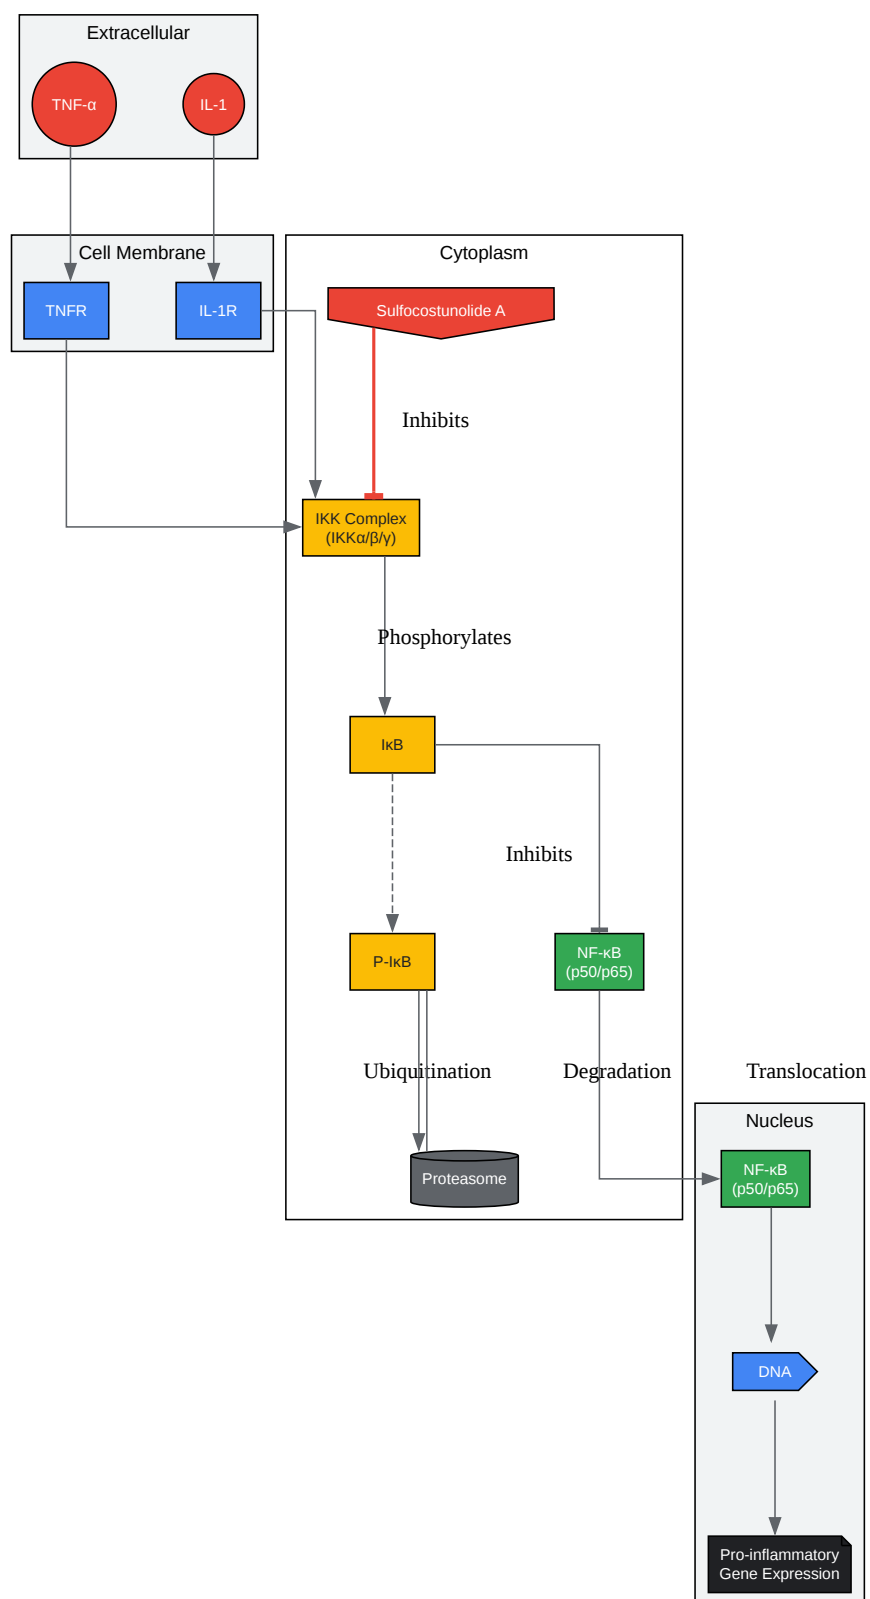 Extracellular
TNF-α
IL-1
Cell Membrane
Cytoplasm
TNFR
IL-1R
Sulfocostunolide A
Inhibits
IKK Complex
(IKKα/β/γ)
Phosphorylates
IκB
Inhibits
P-IκB
NF-κB
(p50/p65)
Ubiquitination
Degradation
Translocation
Nucleus
Proteasome
NF-κB
(p50/p65)
DNA
Pro-inflammatory
Gene Expression